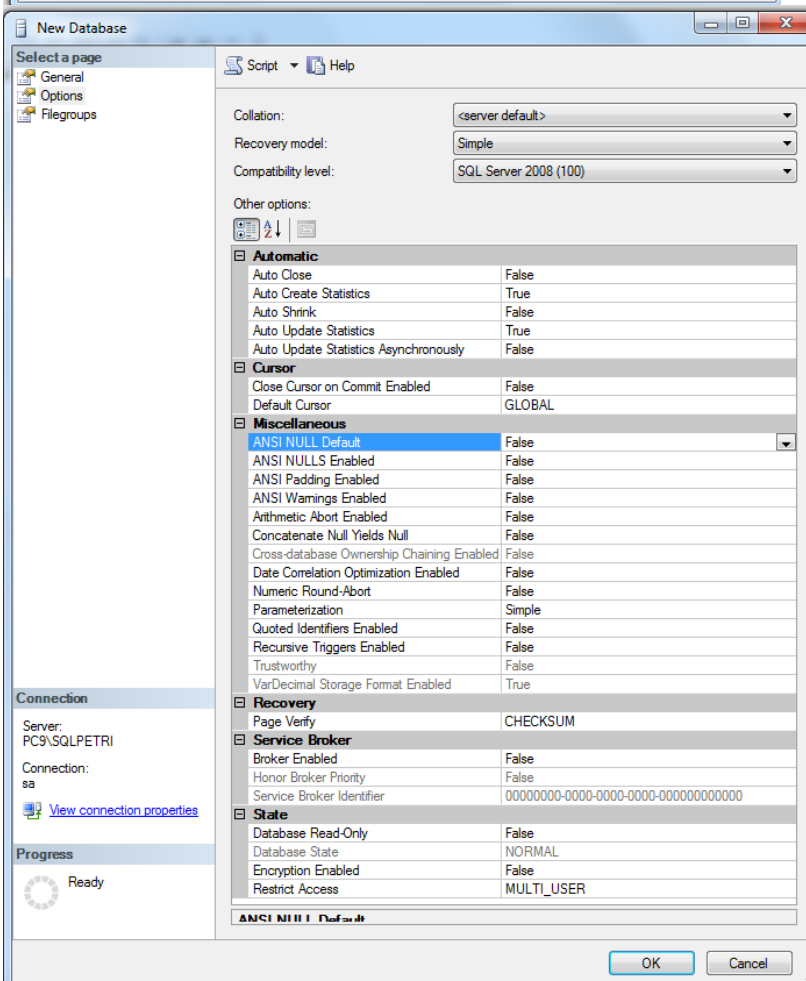 New Database
Select a page
General
Options
Filegroups
Script Help
Collation: <server default>
Recovery model: Simple
Compatibility level: SQL Server 2008 (100)
Other options:
Automatic
Auto Close False
Auto Create Statistics True
Auto Shrink False
Auto Update Statistics True
Auto Update Statistics Asynchronously False
Cursor
Close Cursor on Commit Enabled False
Default Cursor GLOBAL
Miscellaneous
ANSI NULL Default False
ANSI NULLS Enabled False
ANSI Padding Enabled False
ANSI Warnings Enabled False
Arithmetic Abort Enabled False
Concatenate Null Yields Null False
Cross-database Ownership Chaining Enabled False
Date Correlation Optimization Enabled False
Numeric Round-Abort False
Parameterization Simple
Quoted Identifiers Enabled False
Recursive Triggers Enabled False
Trustworthy False
VarDecimal Storage Format Enabled True
Recovery
Page Verify CHECKSUM
Service Broker
Broker Enabled False
Honor Broker Priority False
Service Broker Identifier 00000000-0000-0000-0000-000000000000
State
Database Read-Only False
Database State NORMAL
Encryption Enabled False
Restrict Access MULTI_USER
ANSI NULL Default
Connection
Server:
PC9\SQLPETRI
Connection:
sa
View connection properties
Progress
Ready
OK Cancel